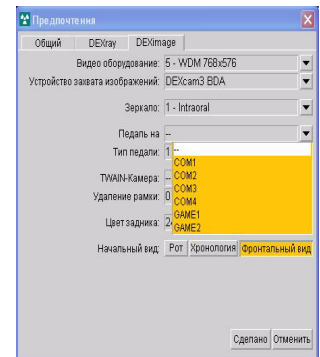 Предпочтения
Общий DEXray DEXimage
Видео оборудование: 5 - WDM 768x576
Устройство захвата изображений: DEXcam3 BDA
Зеркало: 1 - Intraoral
Педаль на --
Тип педали: 1 --
COM1
TWAIN-Камера: -- COM2
COM3
Удаление рамки: 0 COM4
GAME1
Цвет задника: 2 GAME2
Начальный вид: Рот Хронология Фронтальный вид
Сделано Отменить